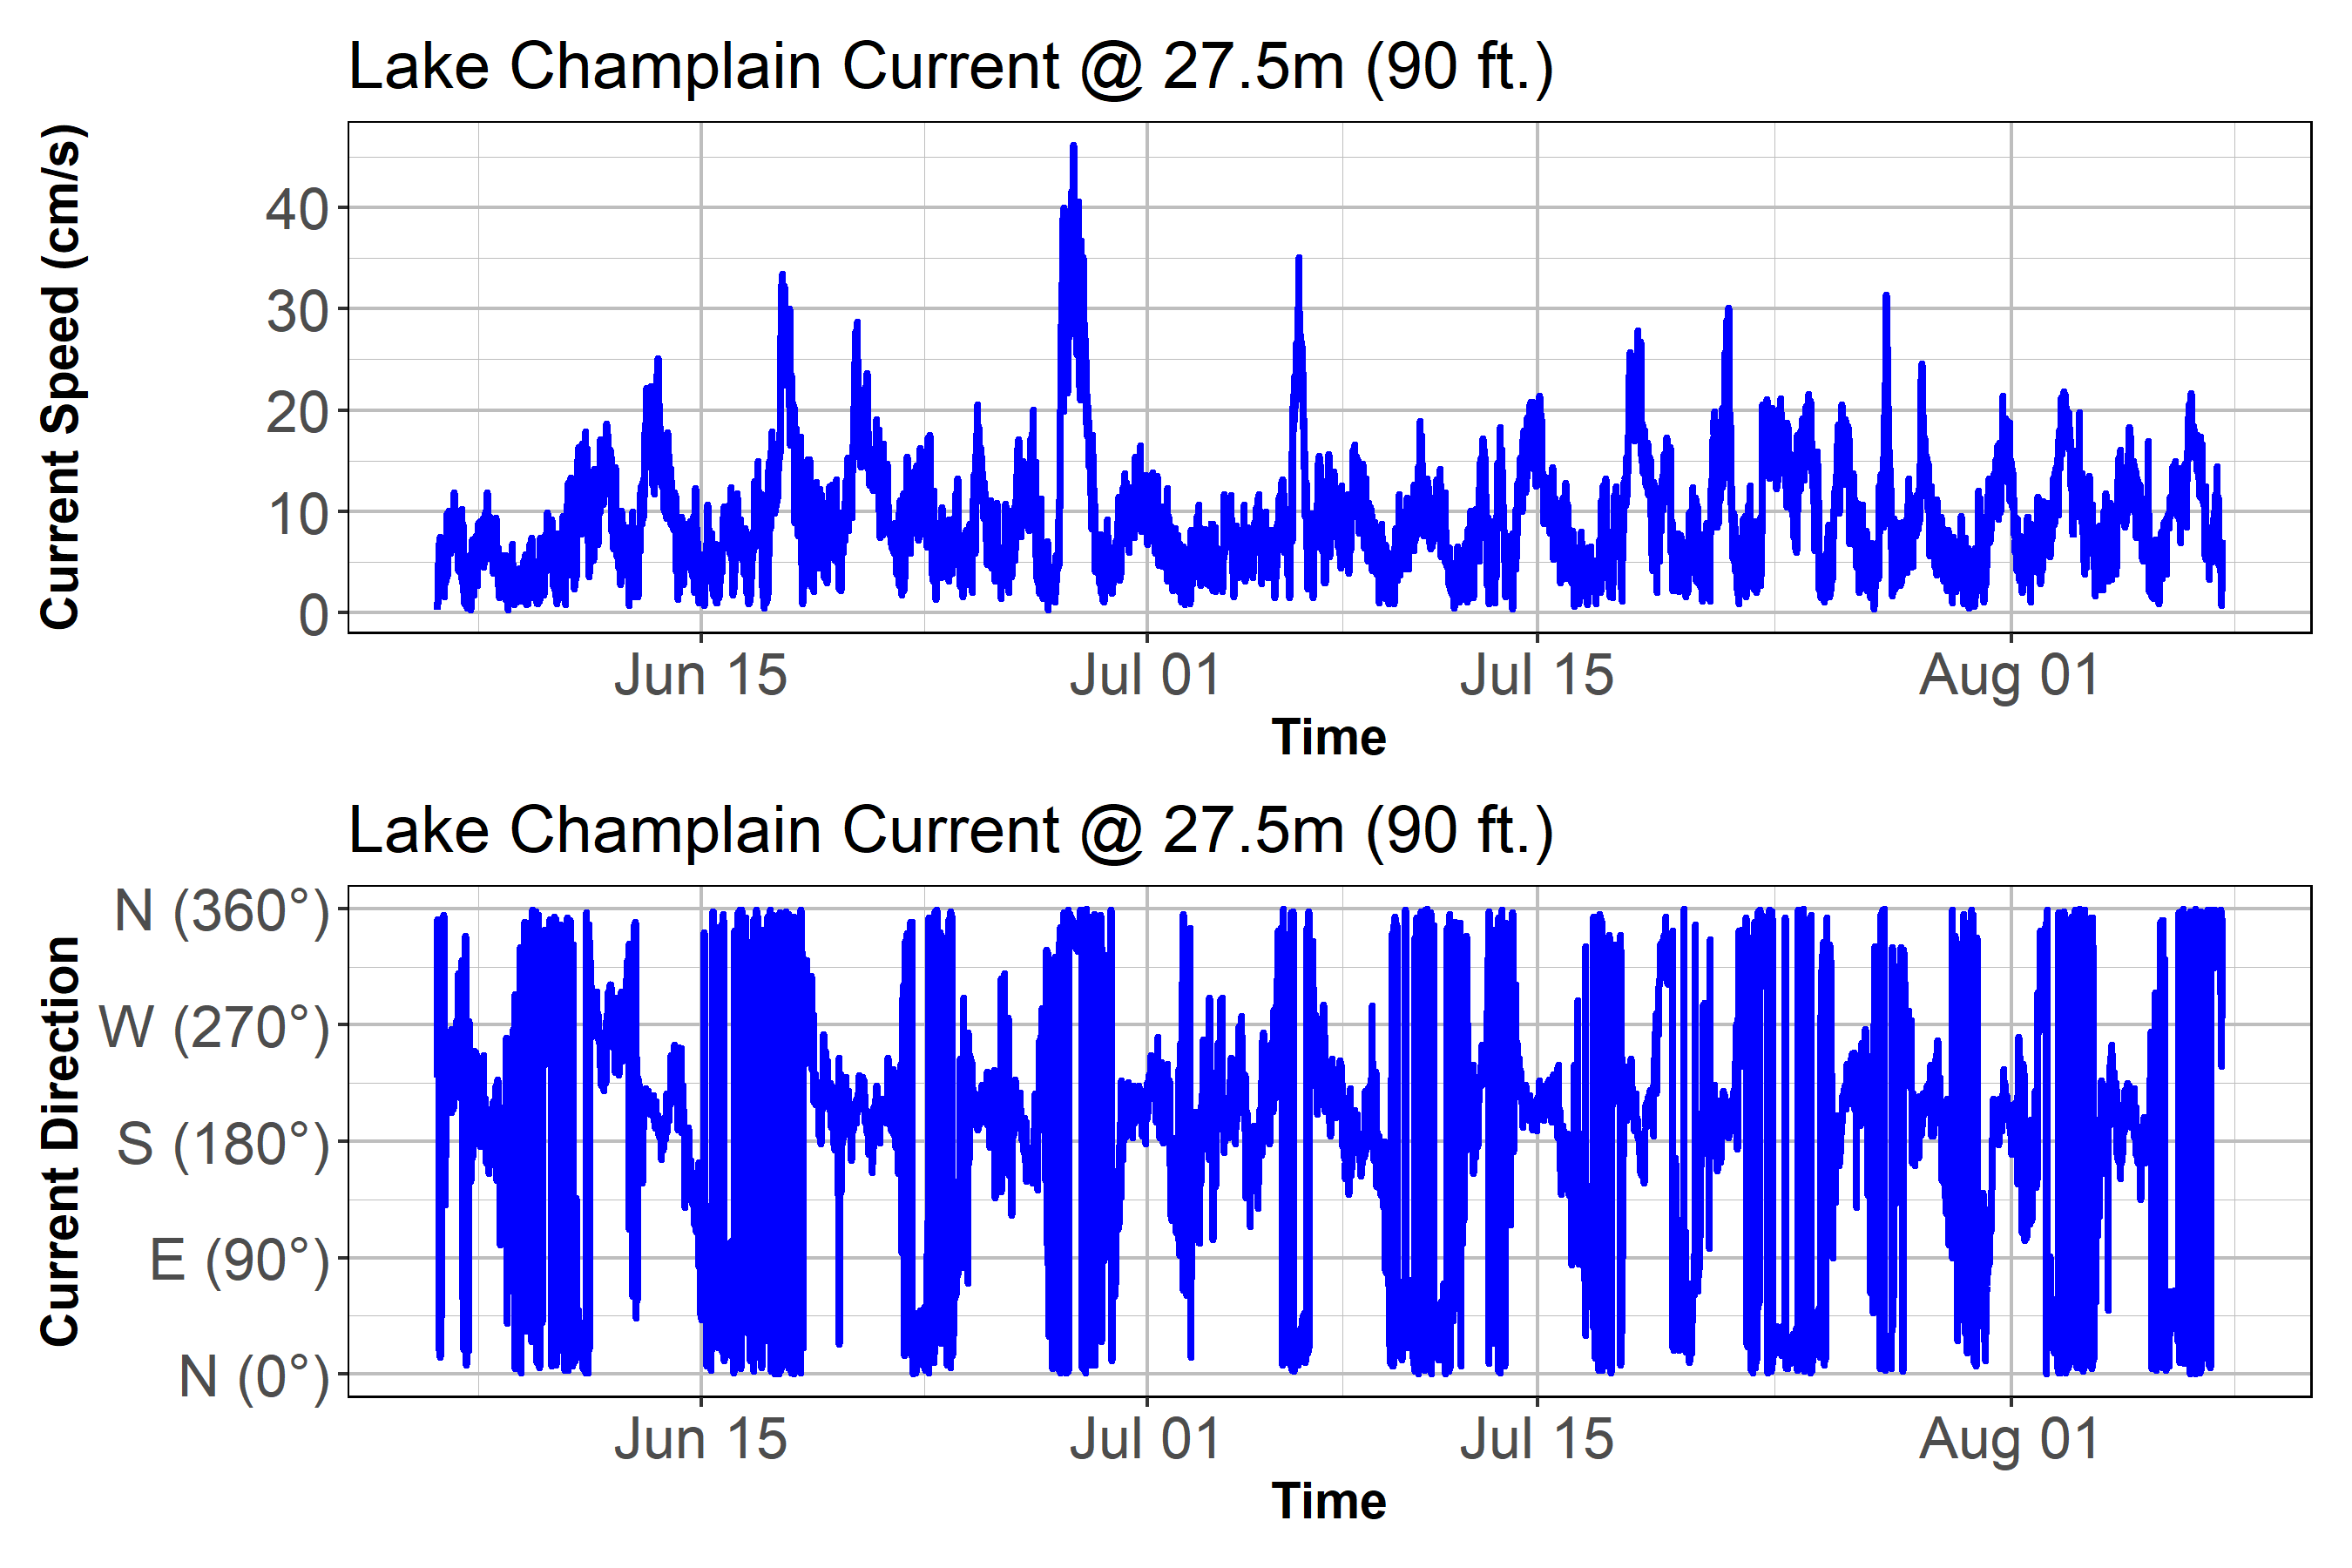 Lake Champlain Current @ 27.5m (90 ft.)
Current Speed (cm/s)
40
30
20
10
0
Jun 15 Jul 01 Jul 15 Aug 01
Time
Lake Champlain Current @ 27.5m (90 ft.)
Current Direction
N (360°)
W (270°)
S (180°)
E (90°)
N (0°)
Jun 15 Jul 01 Jul 15 Aug 01
Time